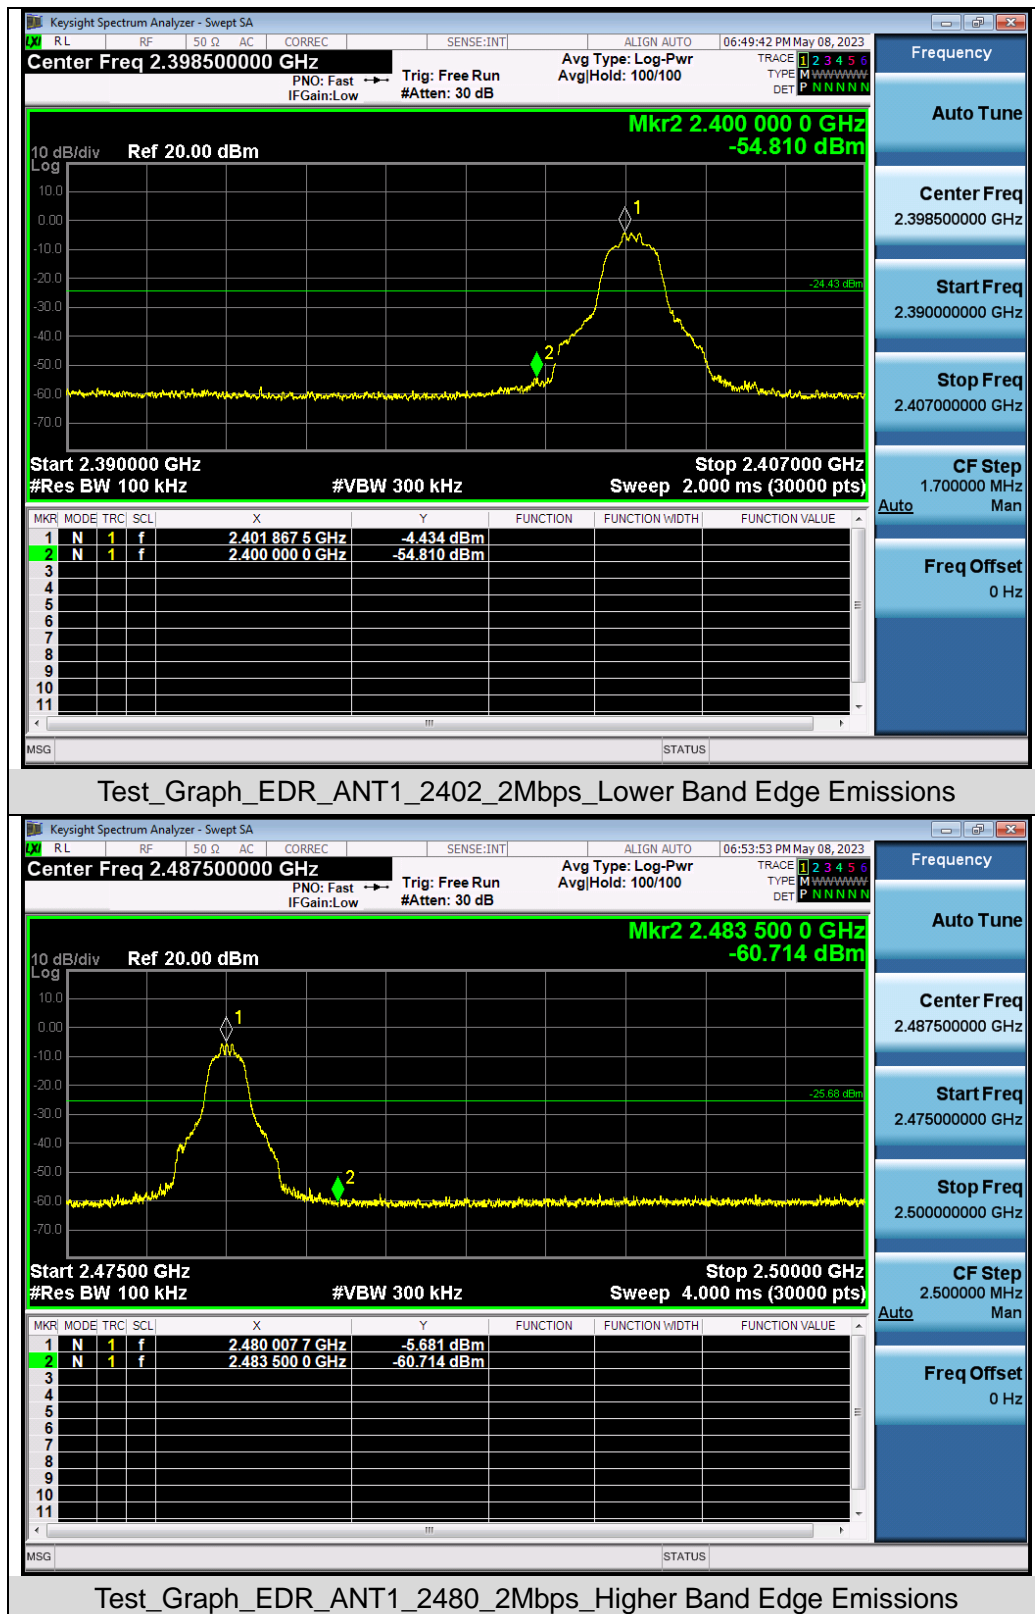 Keysight Spectrum Analyzer - Swept SA
LXI RL RF 50 Ω AC CORREC SENSE:INT ALIGN AUTO 06:49:42 PM May 08, 2023
Center Freq 2.398500000 GHz
PNO: Fast
IFGain:Low
Trig: Free Run
#Atten: 30 dB
Avg Type: Log-Pwr
Avg|Hold: 100/100
TRACE 1 2 3 4 5 6
TYPE M WWWWW
DET P N N N N N
Mkr2 2.400 000 0 GHz
-54.810 dBm
10 dB/div Ref 20.00 dBm
Log
10.0
0.00
-10.0
-20.0
-30.0
-40.0
-50.0
-60.0
-70.0
1
2
-24.43 dBm
Start 2.390000 GHz Stop 2.407000 GHz
#Res BW 100 kHz #VBW 300 kHz Sweep 2.000 ms (30000 pts)
MKR MODE TRC SCL X Y FUNCTION FUNCTION WIDTH FUNCTION VALUE
1 N 1 f 2.401 867 5 GHz -4.434 dBm
2 N 1 f 2.400 000 0 GHz -54.810 dBm
3
4
5
6
7
8
9
10
11
MSG STATUS
Frequency
Auto Tune
Center Freq
2.398500000 GHz
Start Freq
2.390000000 GHz
Stop Freq
2.407000000 GHz
CF Step
1.700000 MHz
Auto Man
Freq Offset
0 Hz
Test_Graph_EDR_ANT1_2402_2Mbps_Lower Band Edge Emissions
Keysight Spectrum Analyzer - Swept SA
LXI RL RF 50 Ω AC CORREC SENSE:INT ALIGN AUTO 06:53:53 PM May 08, 2023
Center Freq 2.487500000 GHz
PNO: Fast
IFGain:Low
Trig: Free Run
#Atten: 30 dB
Avg Type: Log-Pwr
Avg|Hold: 100/100
TRACE 1 2 3 4 5 6
TYPE M WWWWW
DET P N N N N N
Mkr2 2.483 500 0 GHz
-60.714 dBm
10 dB/div Ref 20.00 dBm
Log
10.0
0.00
-10.0
-20.0
-30.0
-40.0
-50.0
-60.0
-70.0
1
2
-25.68 dBm
Start 2.47500 GHz Stop 2.50000 GHz
#Res BW 100 kHz #VBW 300 kHz Sweep 4.000 ms (30000 pts)
MKR MODE TRC SCL X Y FUNCTION FUNCTION WIDTH FUNCTION VALUE
1 N 1 f 2.480 007 7 GHz -5.681 dBm
2 N 1 f 2.483 500 0 GHz -60.714 dBm
3
4
5
6
7
8
9
10
11
MSG STATUS
Frequency
Auto Tune
Center Freq
2.487500000 GHz
Start Freq
2.475000000 GHz
Stop Freq
2.500000000 GHz
CF Step
2.500000 MHz
Auto Man
Freq Offset
0 Hz
Test_Graph_EDR_ANT1_2480_2Mbps_Higher Band Edge Emissions